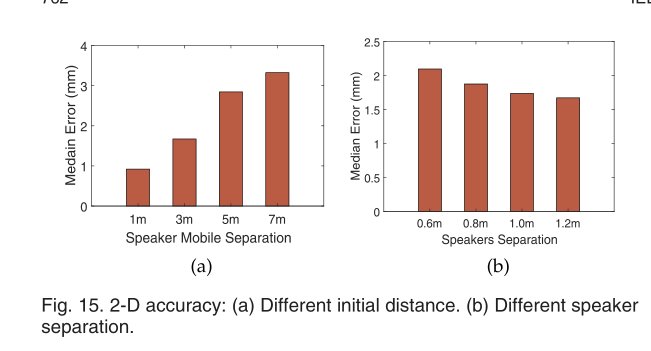 4
3
2
1
0
Medain Error (mm)
1m 3m 5m 7m
Speaker Mobile Separation
(a)
2.5
2
1.5
1
0.5
0
Median Error (mm)
0.6m 0.8m 1.0m 1.2m
Speakers Separation
(b)
Fig. 15. 2-D accuracy: (a) Different initial distance. (b) Different speaker
separation.